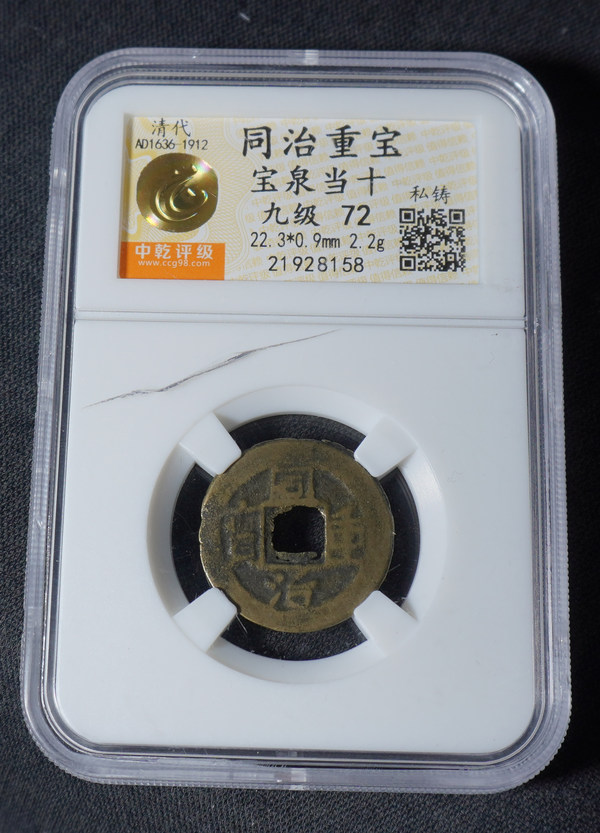 清代
AD1636-1912
同治重宝
宝泉当十
私铸
九级 72
22.3*0.9mm 2.2g
21928158
中乾评级
www.ccg98.com
同
重
治
寳